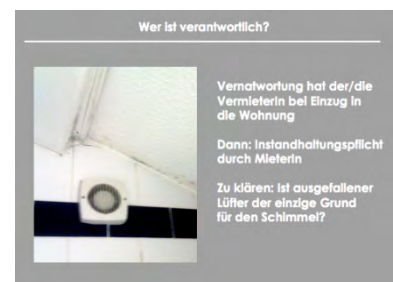 Wer ist verantwortlich?
Vernatwortung hat der/die
VermieterIn bei Einzug in
die Wohnung
Dann: Instandhaltungspflicht
durch MieterIn
Zu klären: Ist ausgefallener
Lüfter der einzige Grund
für den Schimmel?